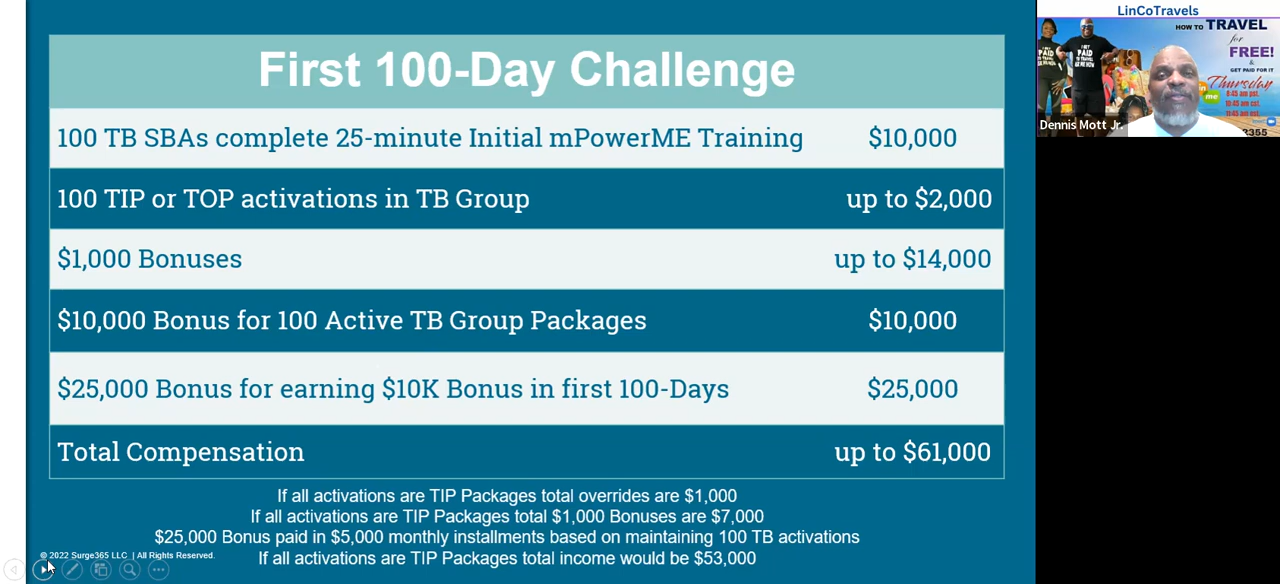 First 100-Day Challenge
100 TB SBAs complete 25-minute Initial mPowerME Training $10,000
100 TIP or TOP activations in TB Group up to $2,000
$1,000 Bonuses up to $14,000
$10,000 Bonus for 100 Active TB Group Packages $10,000
$25,000 Bonus for earning $10K Bonus in first 100-Days $25,000
Total Compensation up to $61,000
If all activations are TIP Packages total overrides are $1,000
If all activations are TIP Packages total $1,000 Bonuses are $7,000
$25,000 Bonus paid in $5,000 monthly installments based on maintaining 100 TB activations
If all activations are TIP Packages total income would be $53,000
© 2022 Surge365 LLC | All Rights Reserved.
LinCoTravels
HOW TO TRAVEL
for
FREE!
&
GET PAID FOR IT
Thursday
PAID
PAID
me
Dennis Mott Jr.